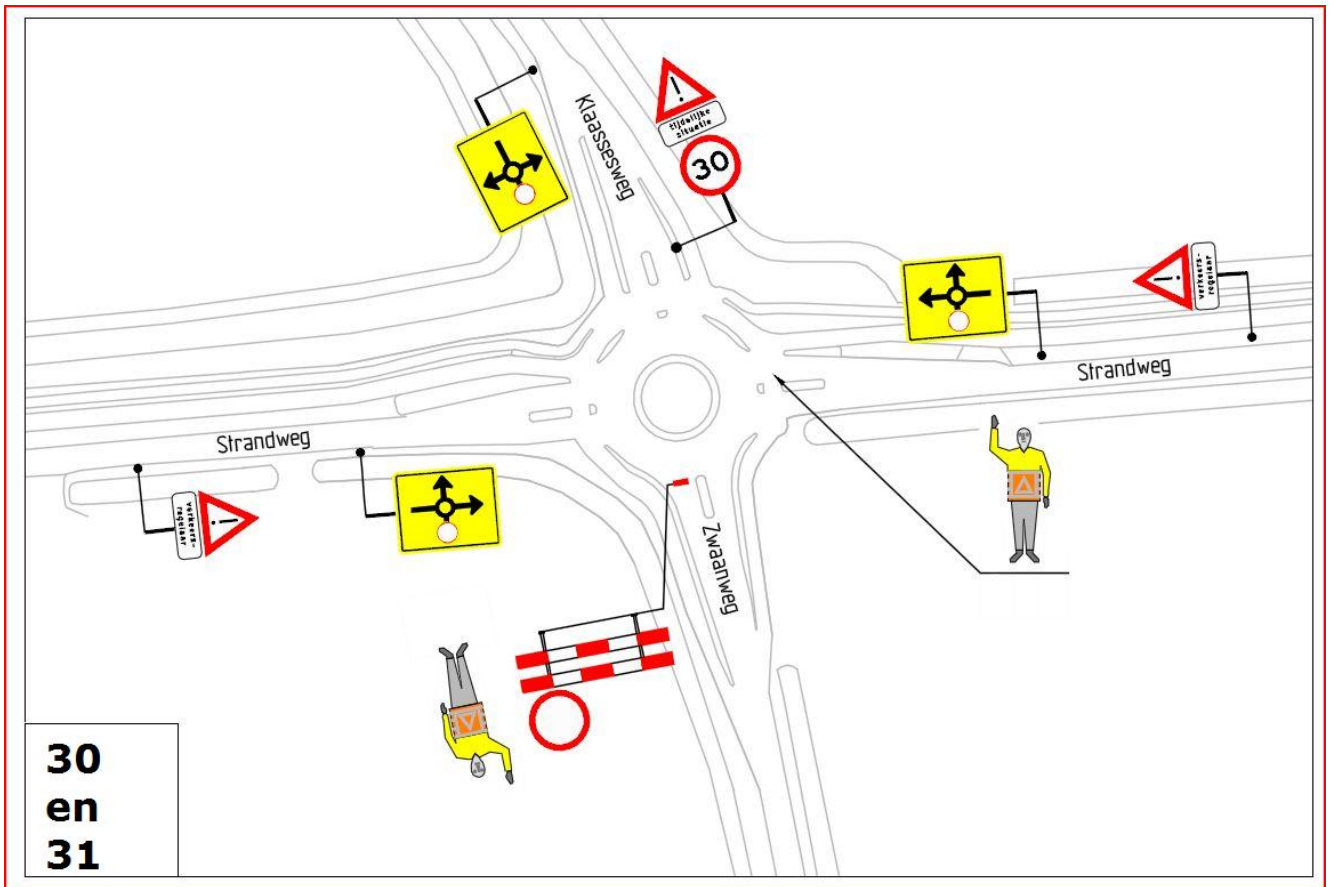 Klaassesweg
!
tijdelijke
situatie
30
!
verkeers-
regelaar
Strandweg
Strandweg
!
verkeers-
regelaar
Zwaanweg
30
en
31